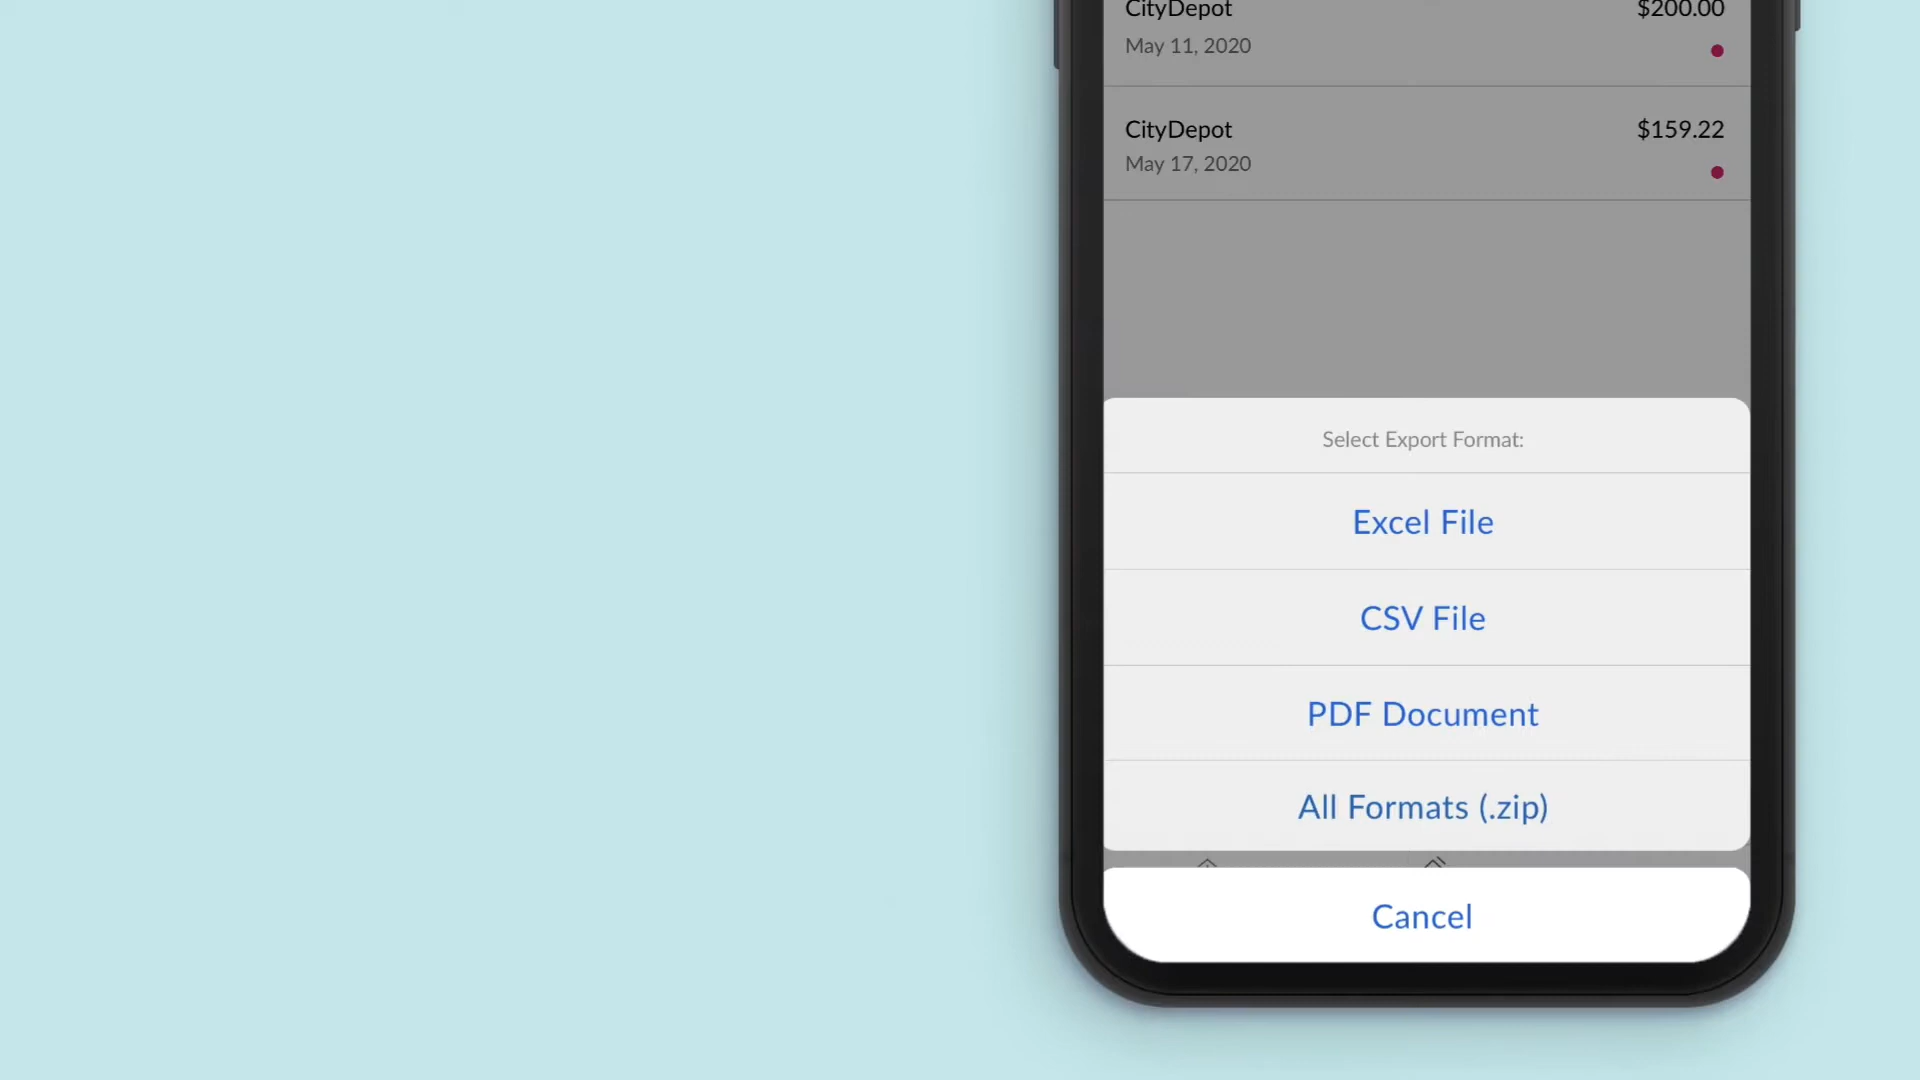 CityDepot $200.00
May 11, 2020
CityDepot $159.22
May 17, 2020
Select Export Format:
Excel File
CSV File
PDF Document
All Formats (.zip)
Cancel